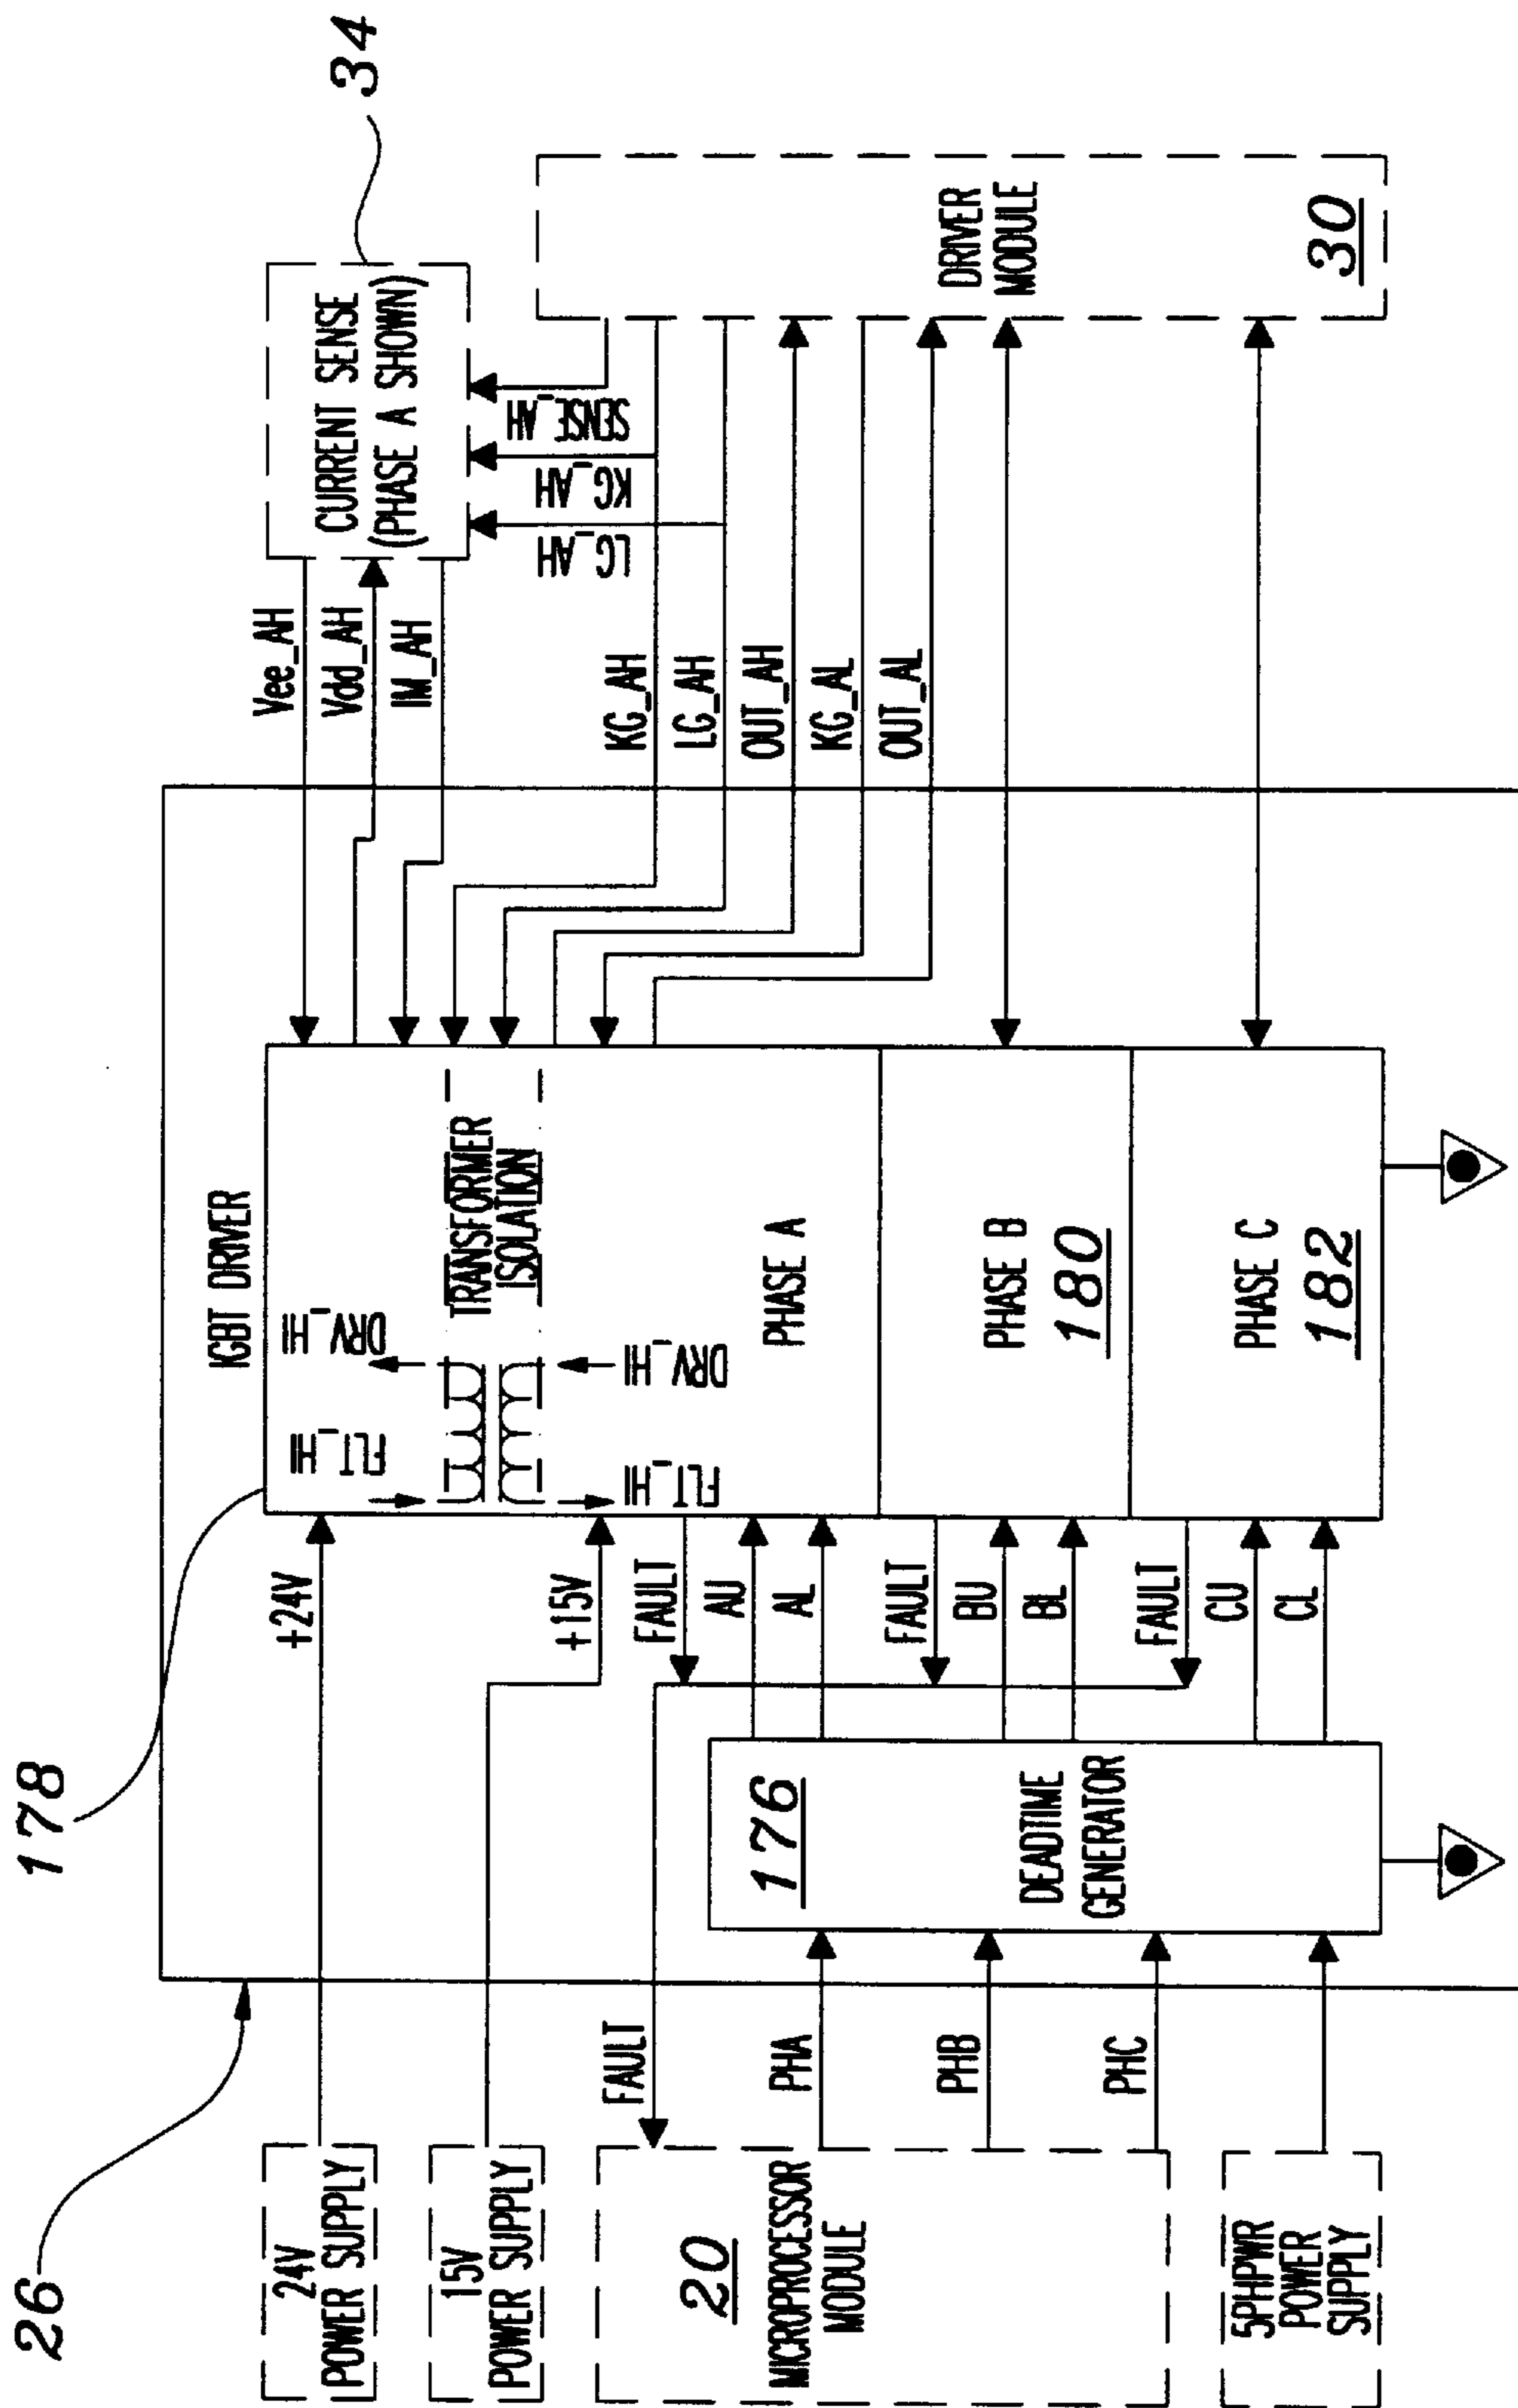 26
178
34
24V
POWER SUPPLY
15V
POWER SUPPLY
20
MICROPROCESSOR
MODULE
5PHPWR
POWER
SUPPLY
+24V
+15V
FAULT
PHA
PHB
PHC
176
DEADTIME
GENERATOR
FAULT
AU
AL
FAULT
BU
BL
FAULT
CU
CL
IGBT DRIVER
FLT_HI
DRV_HI
TRANSFORMER
ISOLATION
FLT_HI
DRV_HI
PHASE A
PHASE B
180
PHASE C
182
Vee_AH
Vdd_AH
IM_AH
KG_AH
LG_AH
OUT_AH
KG_AL
OUT_AL
CURRENT SENSE
(PHASE A SHOWN)
LG_AH
KG_AH
SENSE_AH
DRIVER
MODULE
30